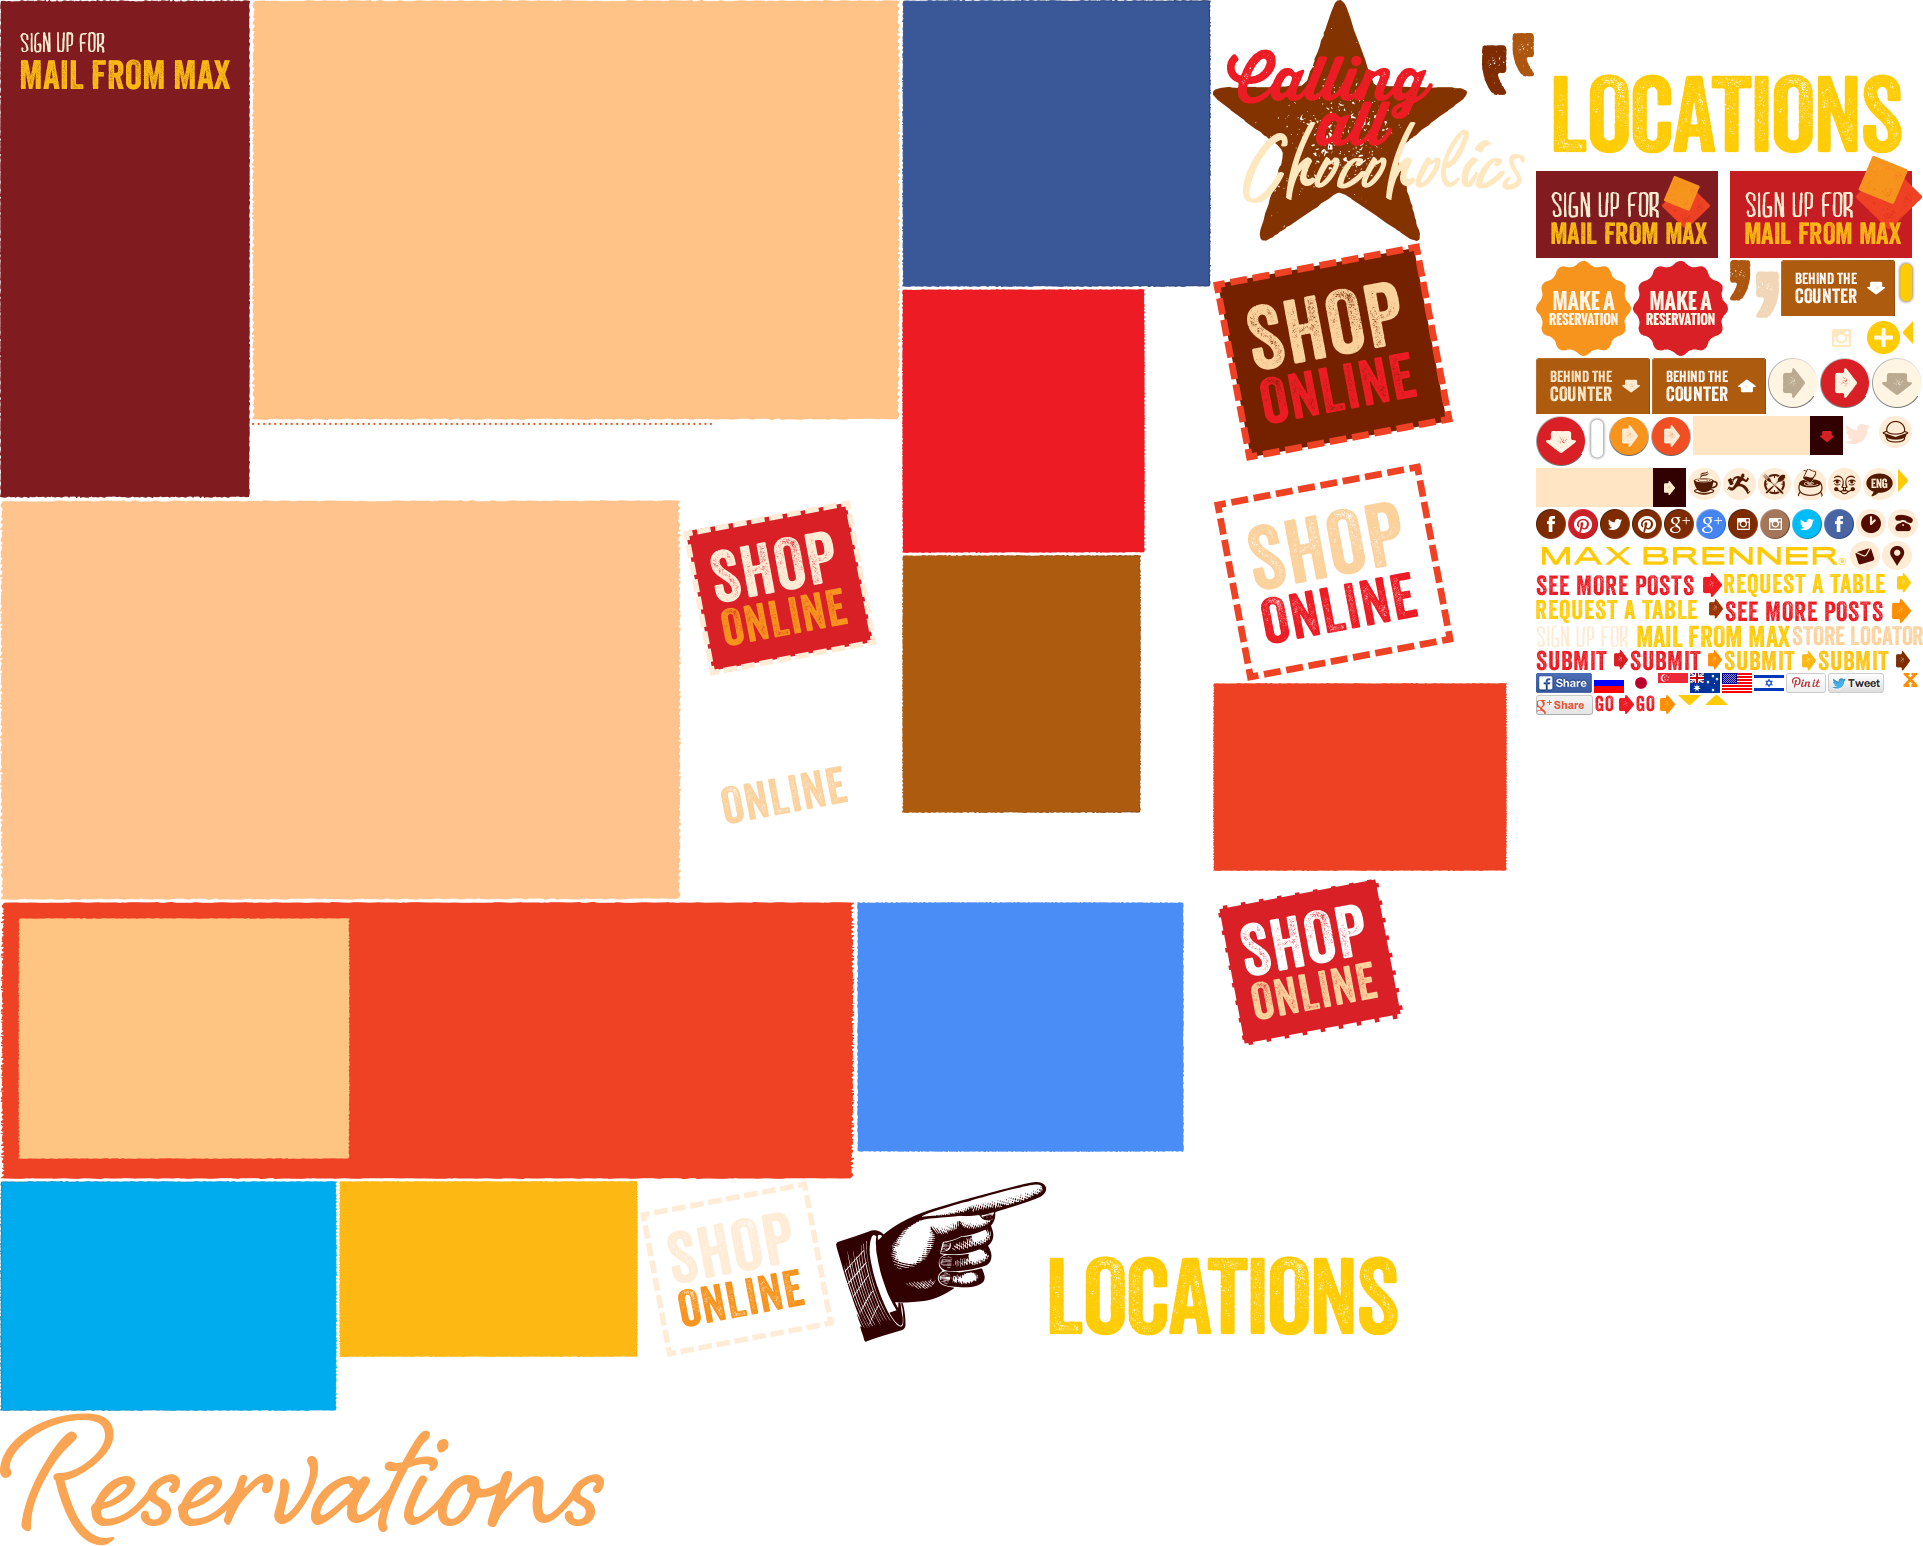 SIGN UP FOR
MAIL FROM MAX
Calling
all
Chocoholics
LOCATIONS
SIGN UP FOR
MAIL FROM MAX
SIGN UP FOR
MAIL FROM MAX
MAKE A
RESERVATION
MAKE A
RESERVATION
BEHIND THE
COUNTER
SHOP
ONLINE
BEHIND THE
COUNTER
BEHIND THE
COUNTER
ENG
SHOP
ONLINE
SHOP
ONLINE
MAX BRENNER®
SEE MORE POSTS
REQUEST A TABLE
REQUEST A TABLE
SEE MORE POSTS
SIGN UP FOR MAIL FROM MAX
STORE LOCATOR
SUBMIT
SUBMIT
SUBMIT
SUBMIT
Share
Pin it
Tweet
X
g+ Share
GO
GO
ONLINE
SHOP
ONLINE
SHOP
ONLINE
LOCATIONS
Reservations